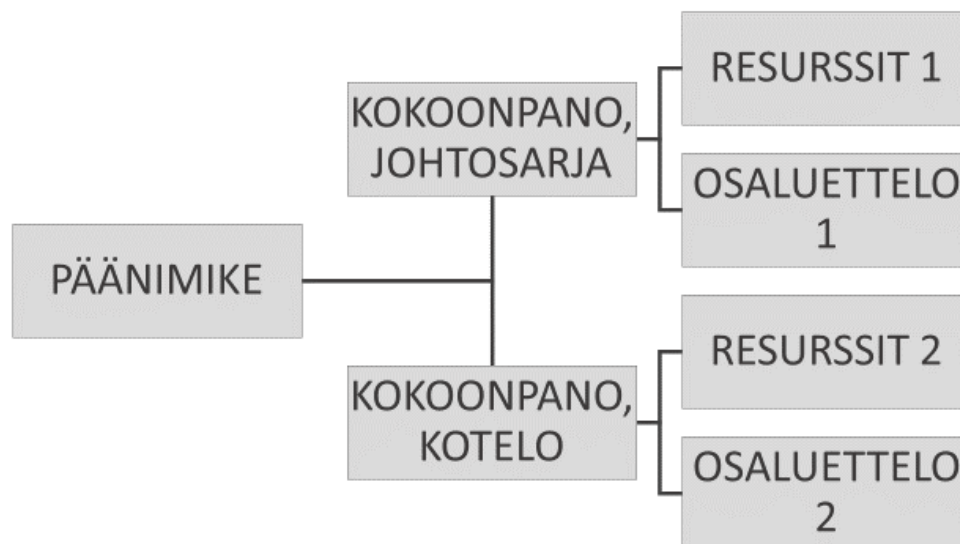 PÄÄNIMIKE
KOKOONPANO,
JOHTOSARJA
RESURSSIT 1
OSALUETTELO
1
KOKOONPANO,
KOTELO
RESURSSIT 2
OSALUETTELO
2